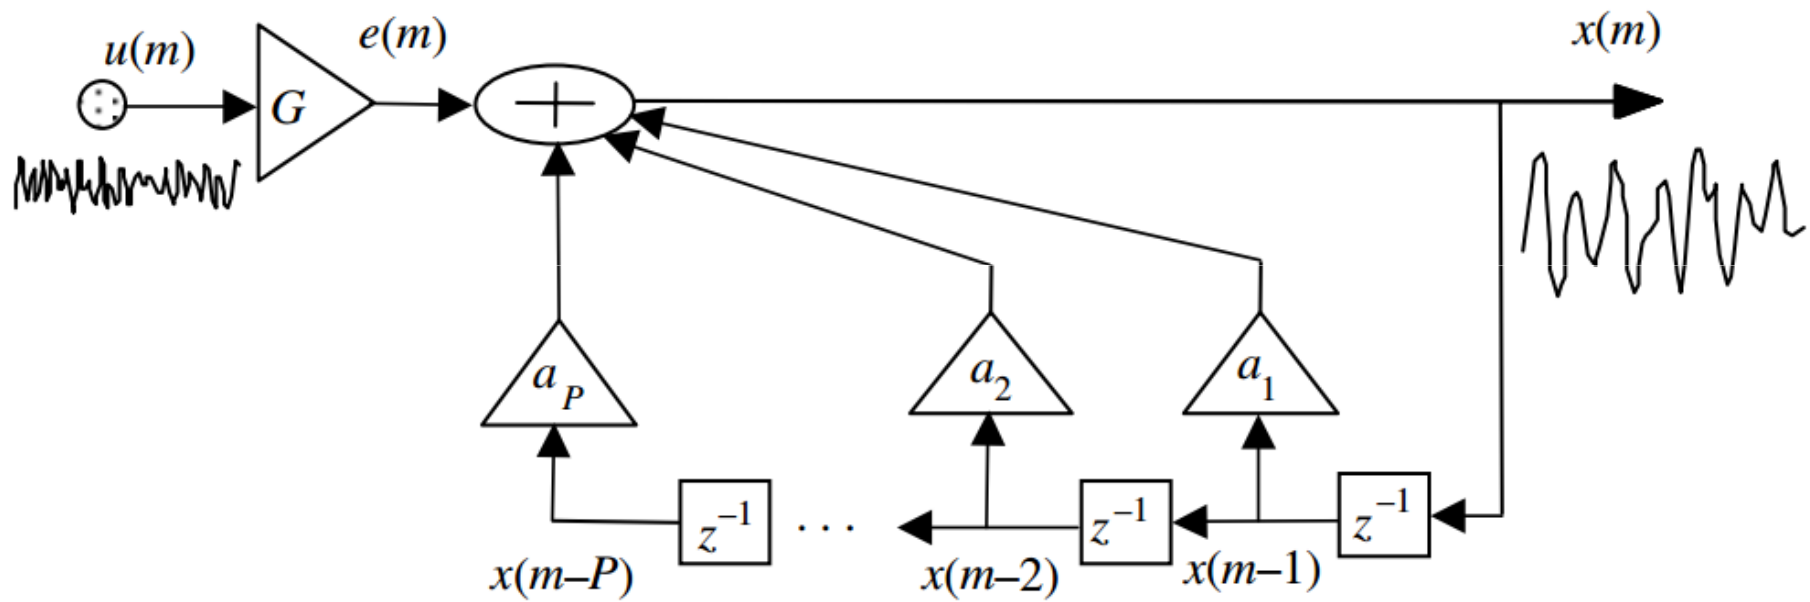 u(m)
e(m)
x(m)
G
+
a_P
a_2
a_1
z^{-1}
. . .
z^{-1}
z^{-1}
x(m–P)
x(m–2)
x(m–1)